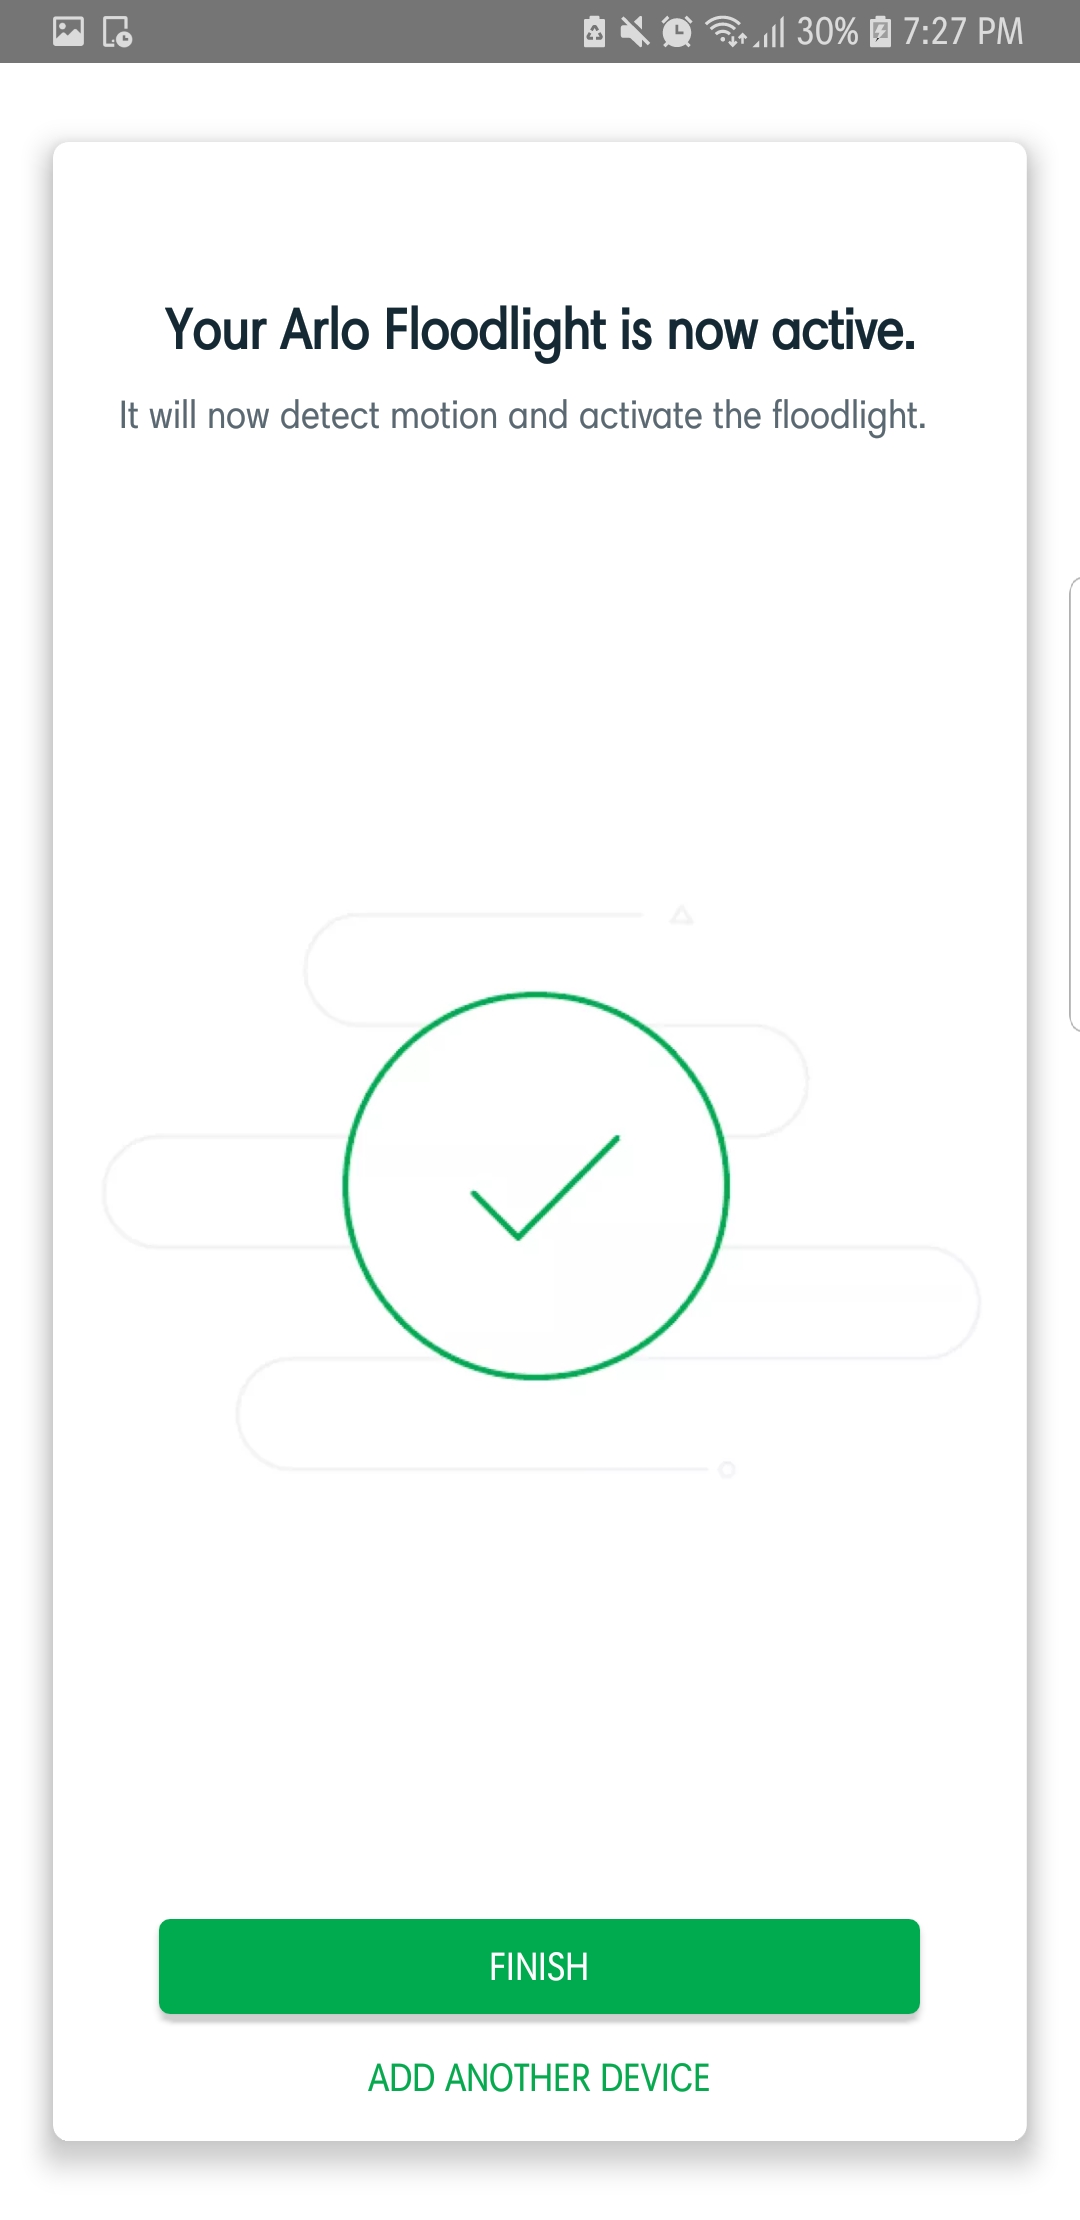 30% 7:27 PM
Your Arlo Floodlight is now active.
It will now detect motion and activate the floodlight.
FINISH
ADD ANOTHER DEVICE